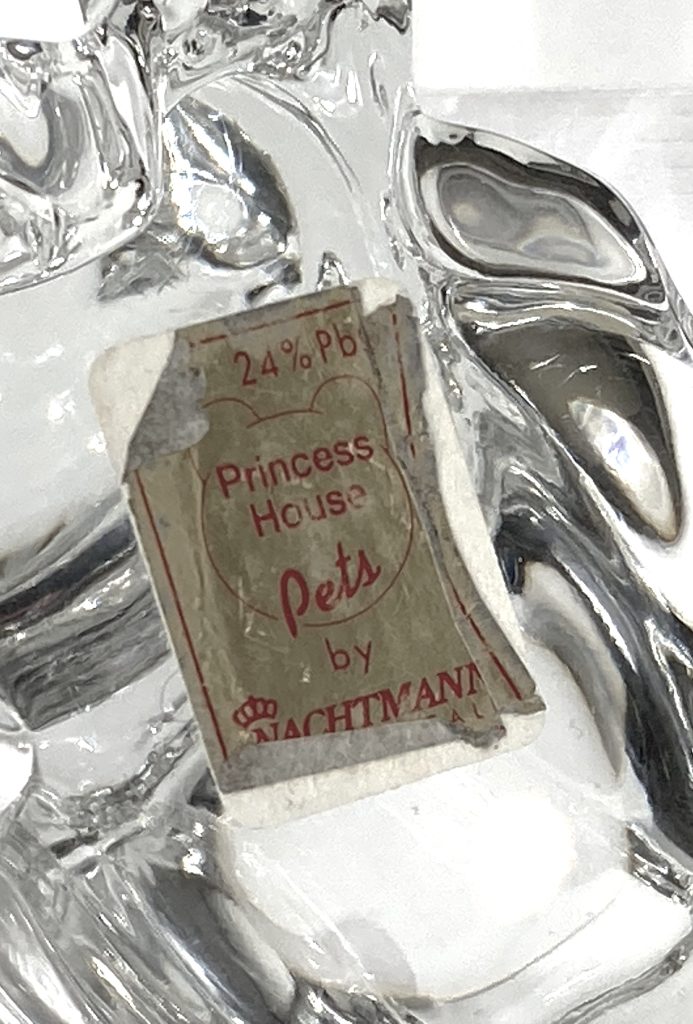 24% Pb
Princess
House
Pets
by
NACHTMANN